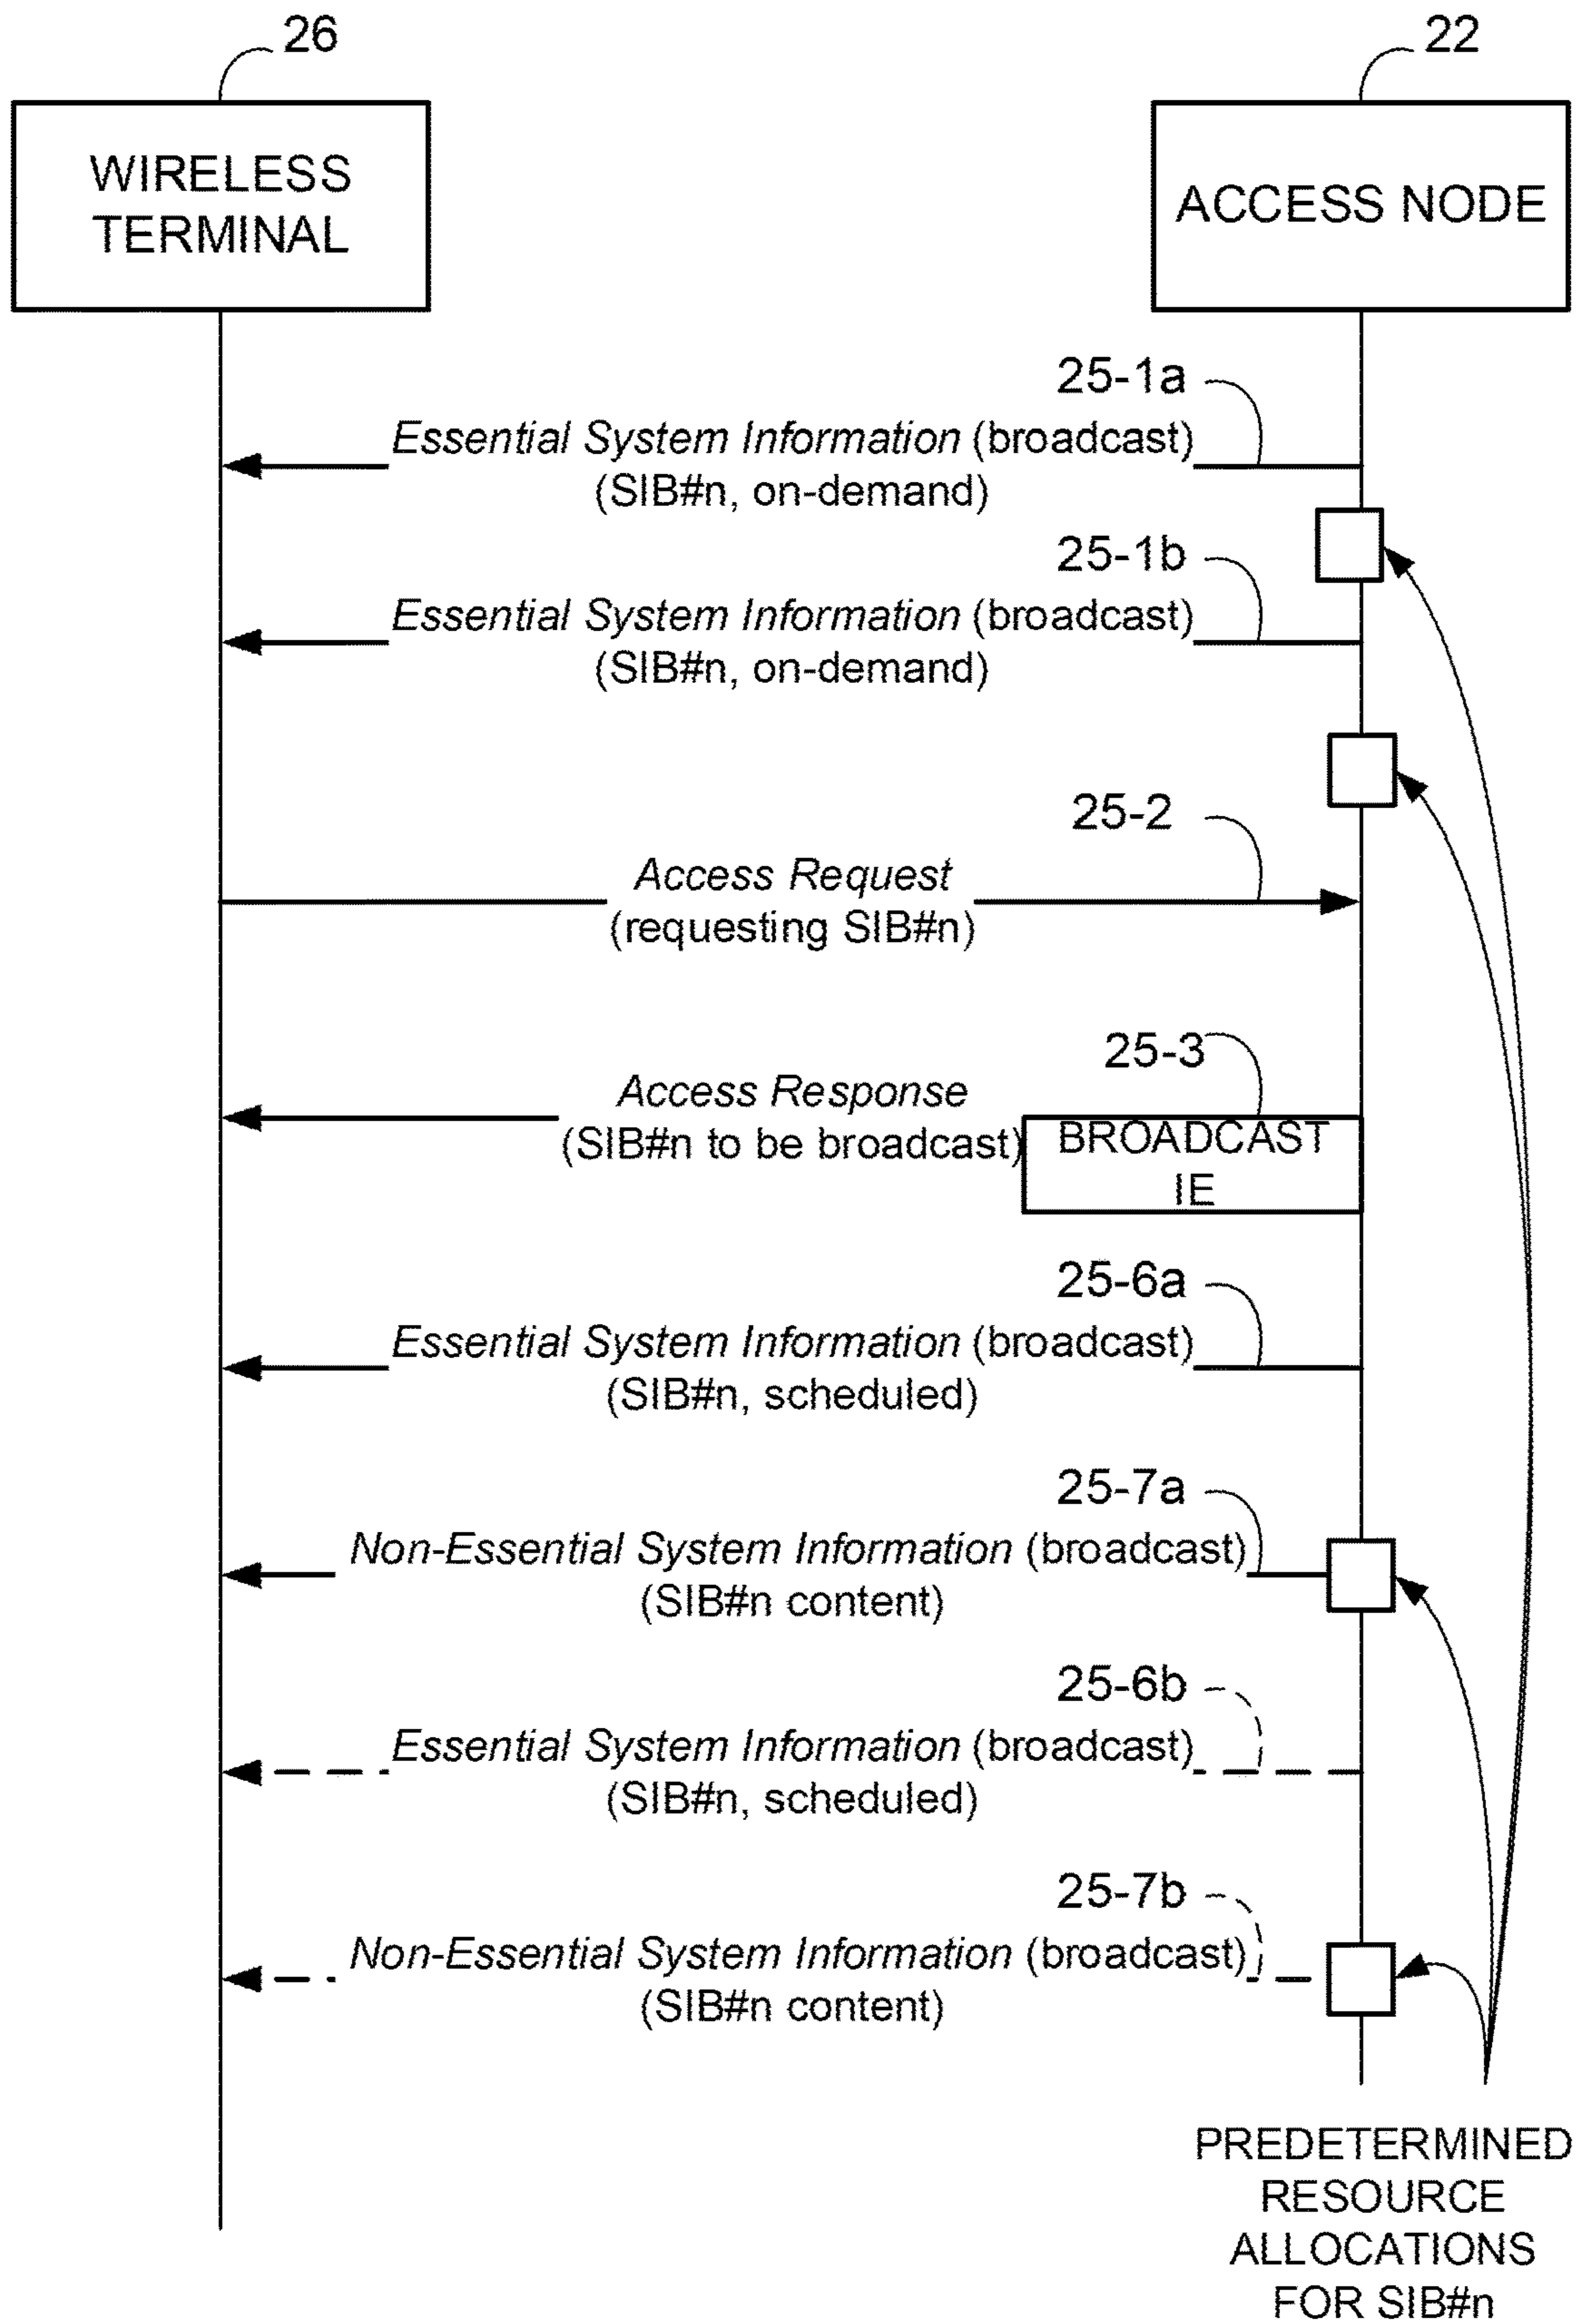 26
22
WIRELESS
TERMINAL
ACCESS NODE
25-1a
Essential System Information (broadcast)
(SIB#n, on-demand)
25-1b
Essential System Information (broadcast)
(SIB#n, on-demand)
25-2
Access Request
(requesting SIB#n)
25-3
Access Response
(SIB#n to be broadcast)
BROADCAST
IE
25-6a
Essential System Information (broadcast)
(SIB#n, scheduled)
25-7a
Non-Essential System Information (broadcast)
(SIB#n content)
25-6b
Essential System Information (broadcast)
(SIB#n, scheduled)
25-7b
Non-Essential System Information (broadcast)
(SIB#n content)
PREDETERMINED
RESOURCE
ALLOCATIONS
FOR SIB#n